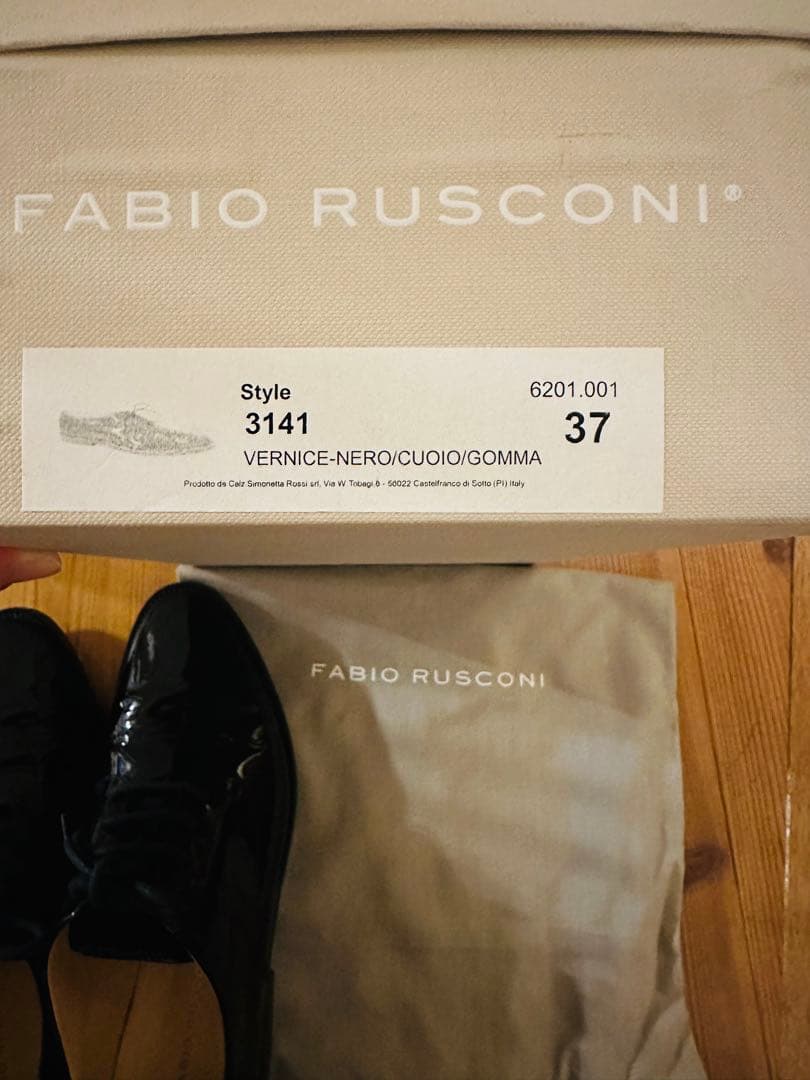 FABIO RUSCONI®
Style
6201.001
3141
37
VERNICE-NERO/CUOIO/GOMMA
Prodotto da Calz Simonetta Rossi srl, Via W. Tobagi,8 - 56022 Castelfranco di Sotto (PI) Italy
FABIO RUSCONI